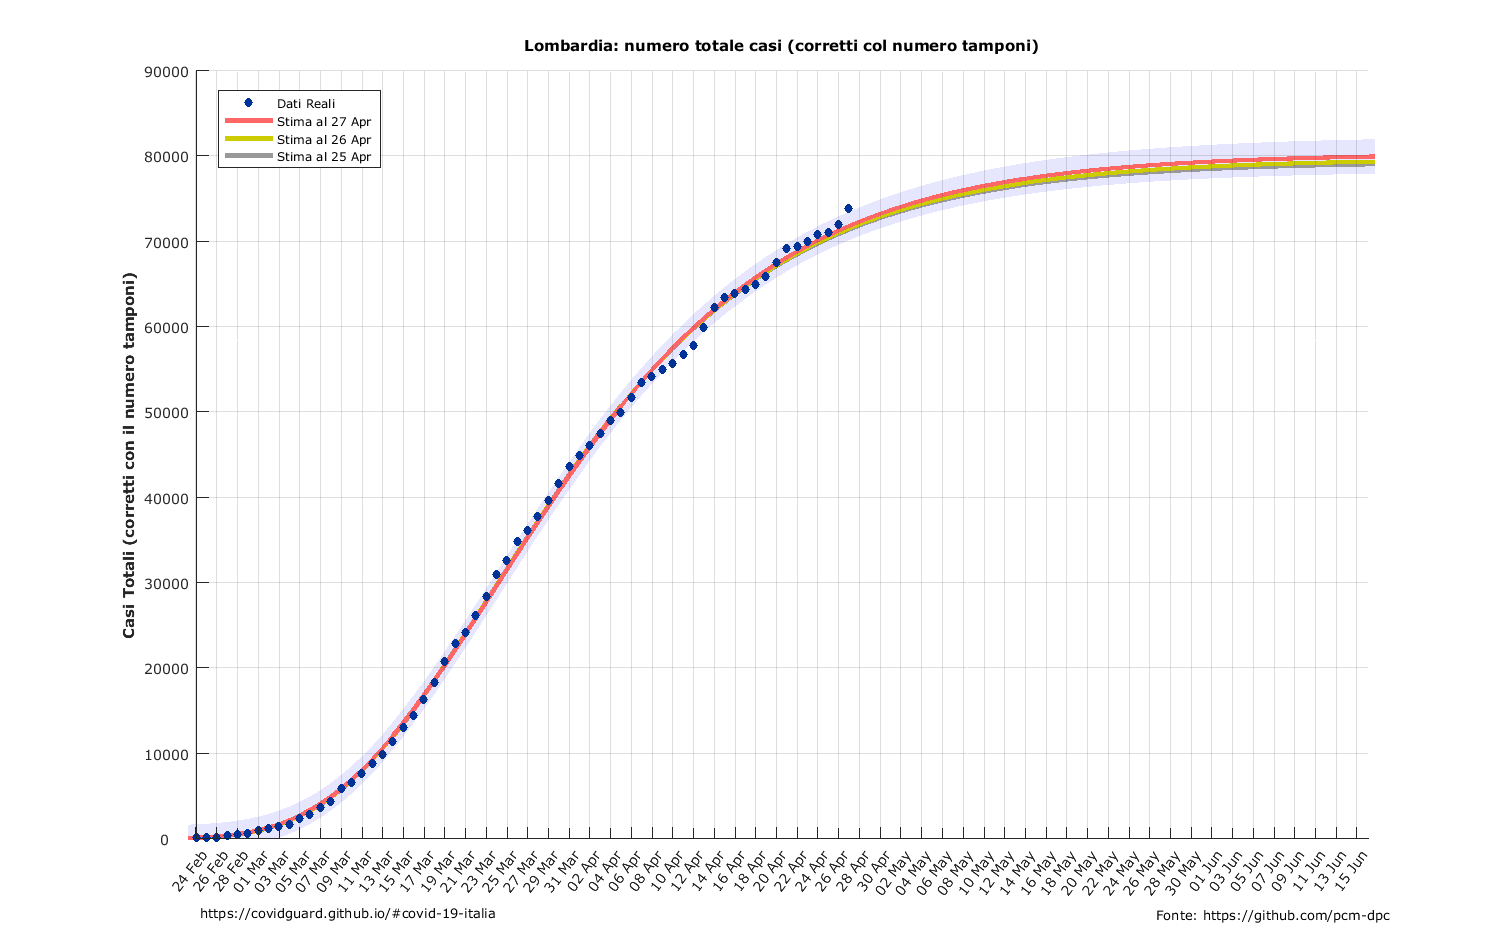 Lombardia: numero totale casi (corretti col numero tamponi)
90000
80000
70000
60000
50000
40000
30000
20000
10000
0
Casi Totali (corretti con il numero tamponi)
Dati Reali
Stima al 27 Apr
Stima al 26 Apr
Stima al 25 Apr
24 Feb
26 Feb
28 Feb
01 Mar
03 Mar
05 Mar
07 Mar
09 Mar
11 Mar
13 Mar
15 Mar
17 Mar
19 Mar
21 Mar
23 Mar
25 Mar
27 Mar
29 Mar
31 Mar
02 Apr
04 Apr
06 Apr
08 Apr
10 Apr
12 Apr
14 Apr
16 Apr
18 Apr
20 Apr
22 Apr
24 Apr
26 Apr
28 Apr
30 Apr
02 May
04 May
06 May
08 May
10 May
12 May
14 May
16 May
18 May
20 May
22 May
24 May
26 May
28 May
30 May
01 Jun
03 Jun
05 Jun
07 Jun
09 Jun
11 Jun
13 Jun
15 Jun
https://covidguard.github.io/#covid-19-italia
Fonte: https://github.com/pcm-dpc